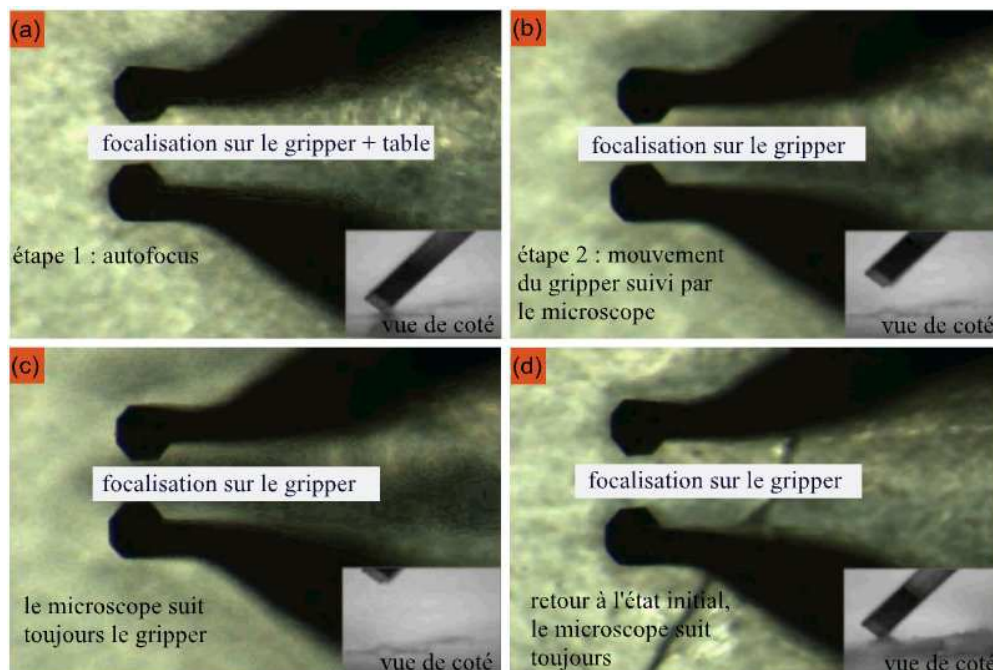 (a)
focalisation sur le gripper + table
étape 1 : autofocus
vue de coté
(b)
focalisation sur le gripper
étape 2 : mouvement
du gripper suivi par
le microscope
vue de coté
(c)
focalisation sur le gripper
le microscope suit
toujours le gripper
vue de coté
(d)
focalisation sur le gripper
retour à l'état initial,
le microscope suit
toujours
vue de coté